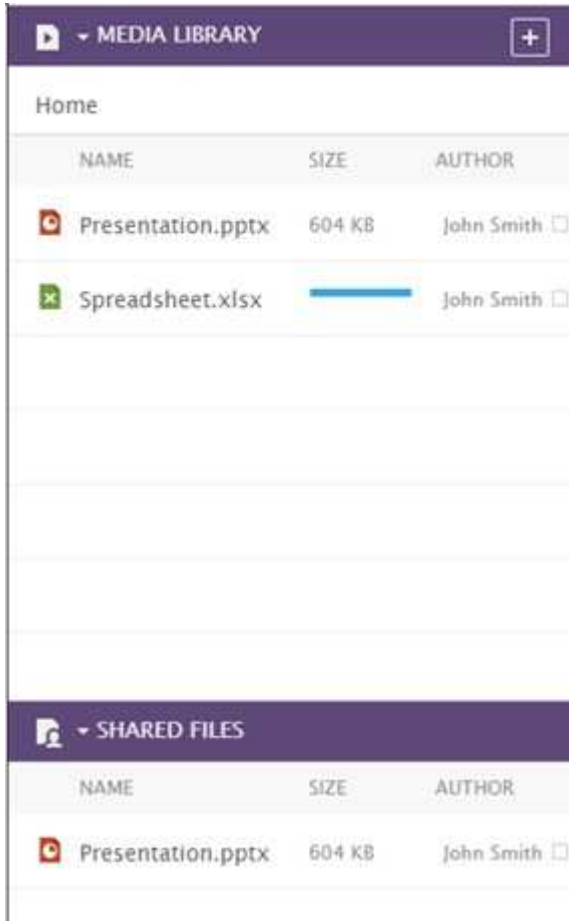 MEDIA LIBRARY
Home
NAME SIZE AUTHOR
Presentation.pptx 604 KB John Smith
Spreadsheet.xlsx John Smith
SHARED FILES
NAME SIZE AUTHOR
Presentation.pptx 604 KB John Smith